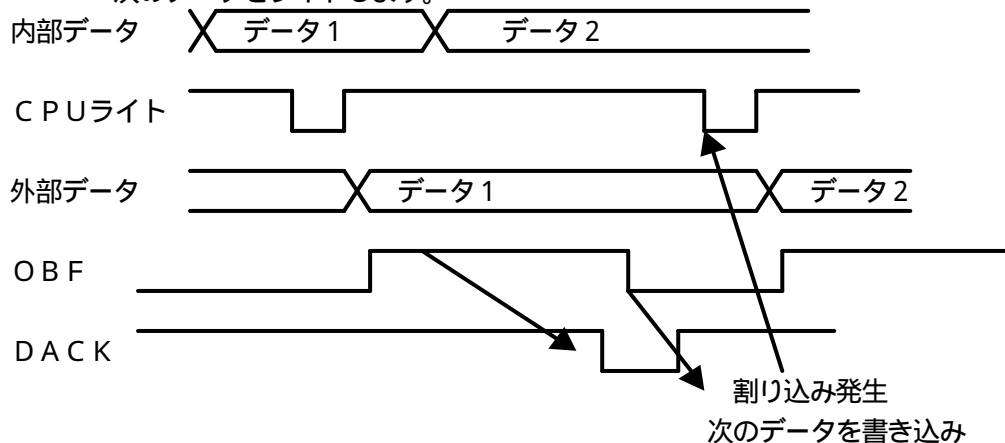 次のデータをライトします。
内部データ データ1 データ2
CPUライト
外部データ データ1 データ2
OBF
DACK
割り込み発生
次のデータを書き込み